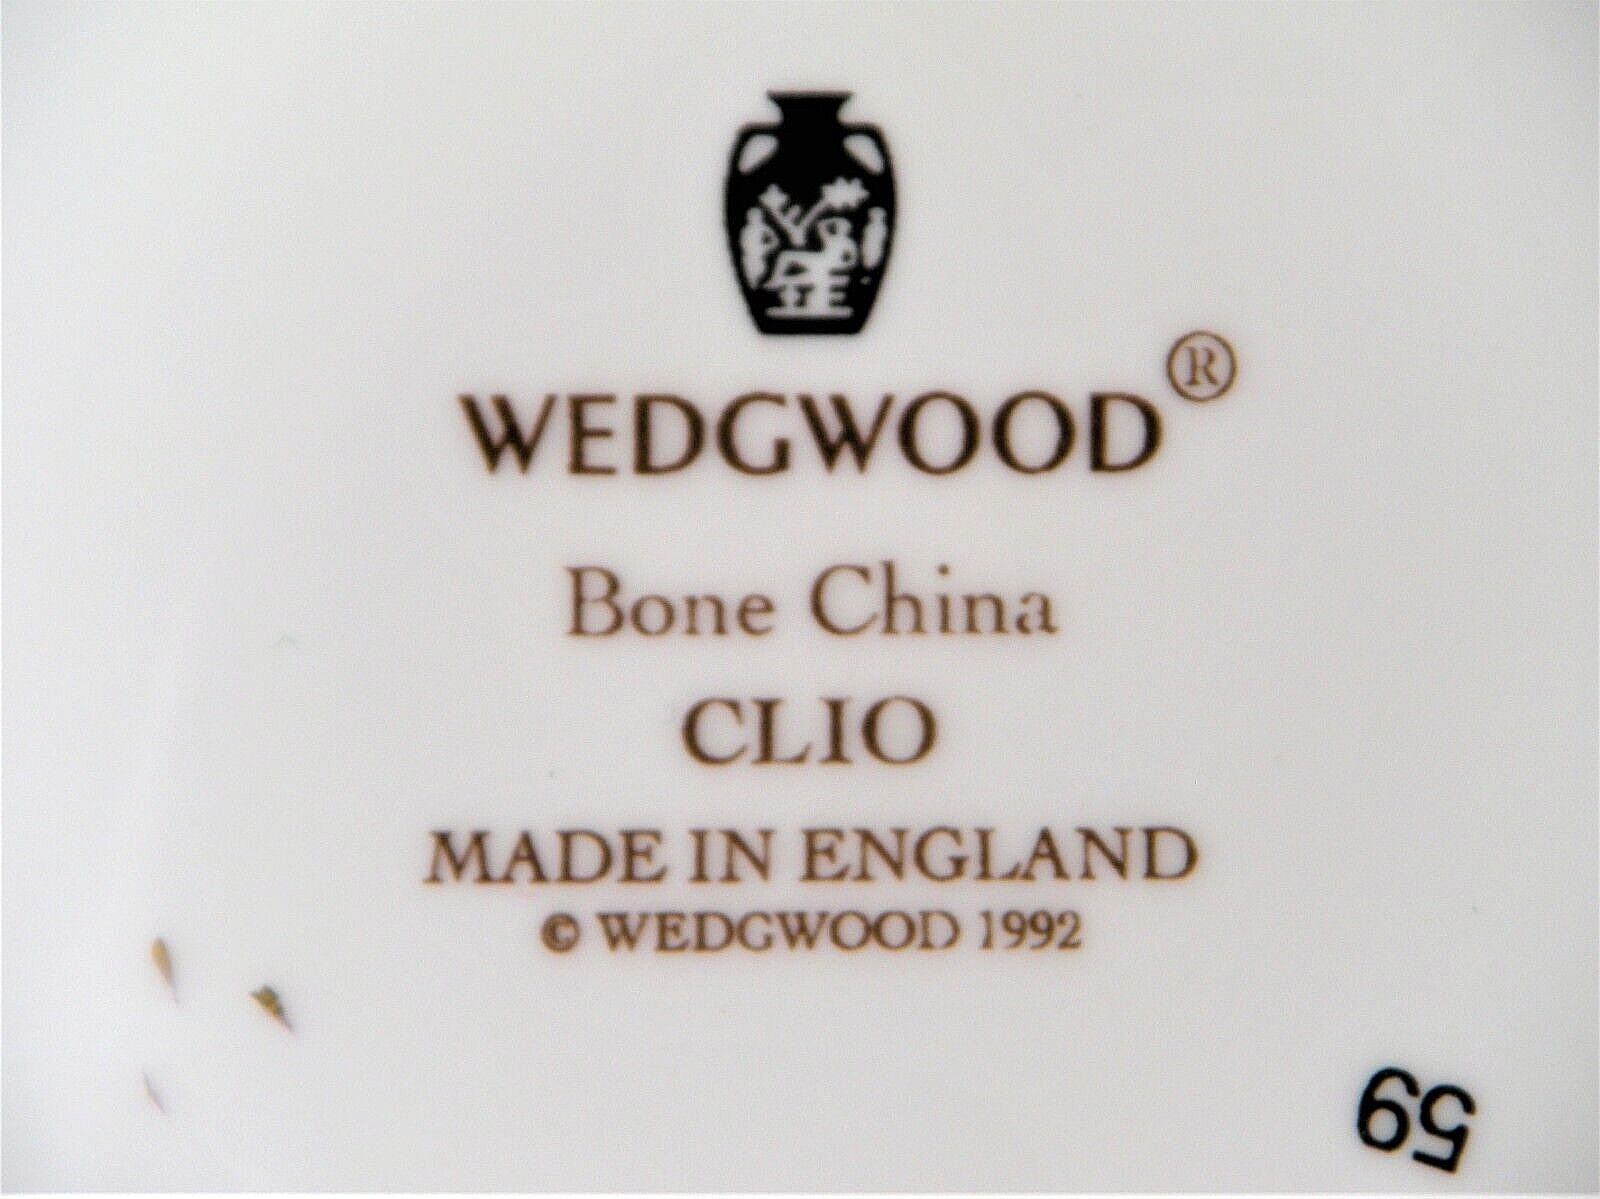 WEDGWOOD®
Bone China
CLIO
MADE IN ENGLAND
© WEDGWOOD 1992
59